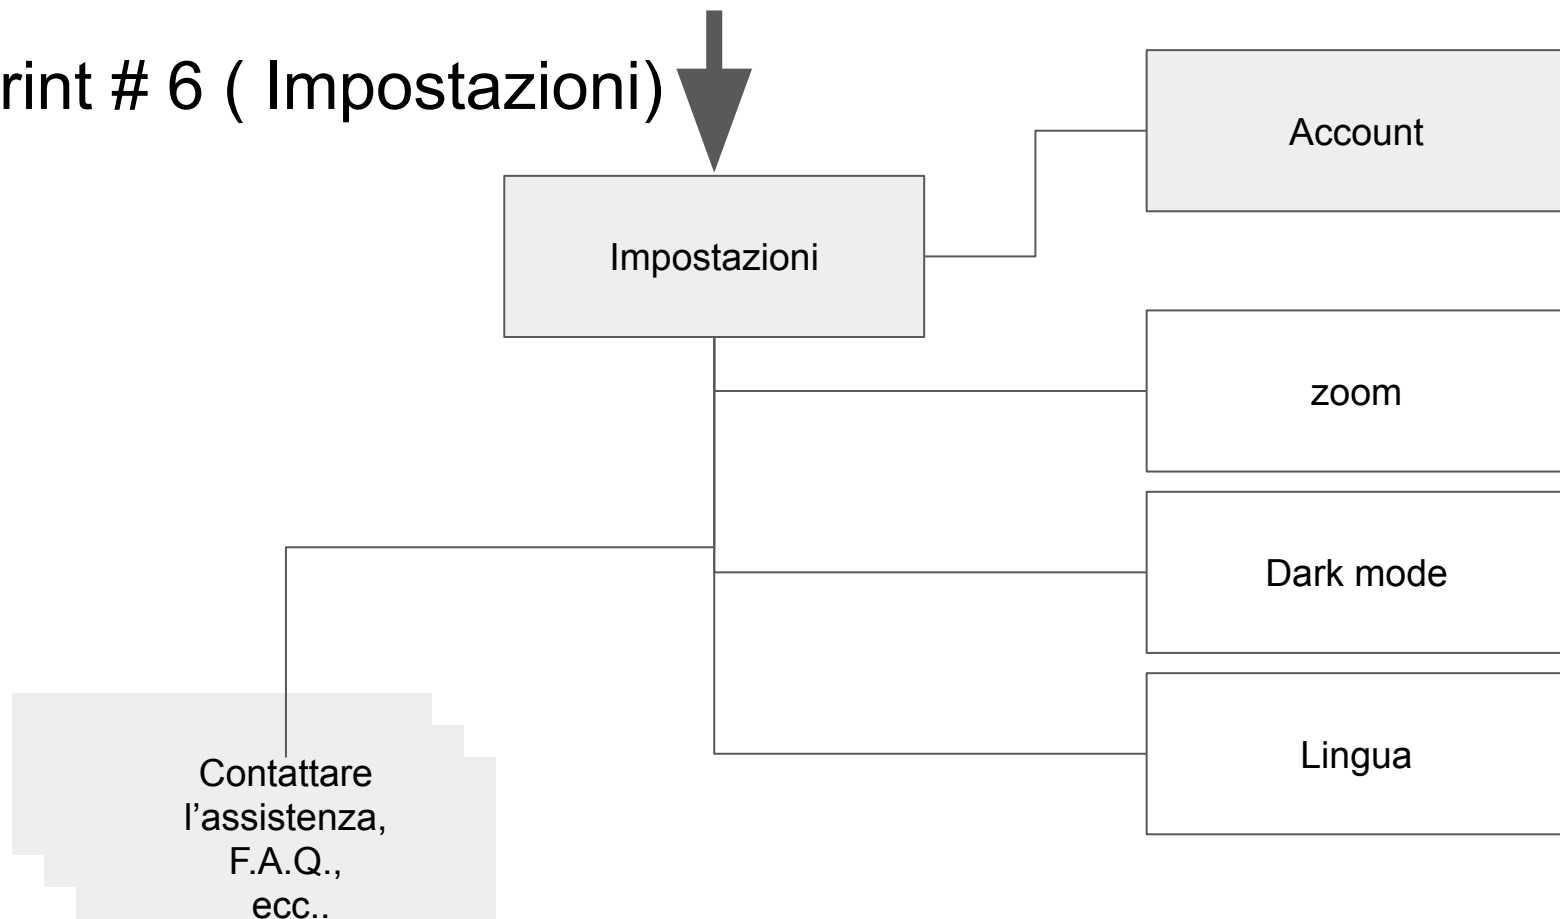 rint # 6 ( Impostazioni)
Account
Impostazioni
zoom
Dark mode
Lingua
Contattare
l’assistenza,
F.A.Q.,
ecc..